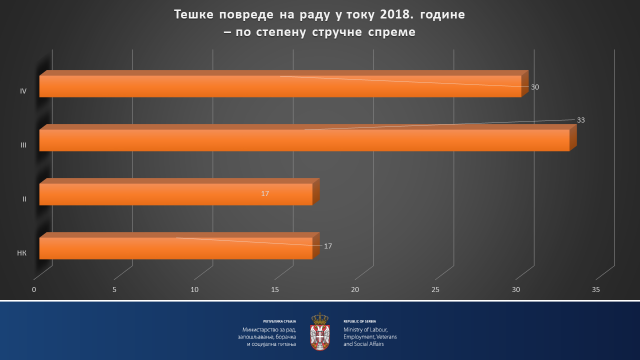 Тешке повреде на раду у току 2018. године
– по степену стручне спреме
IV
30
III
33
II
17
НК
17
0 5 10 15 20 25 30 35
РЕПУБЛИКА СРБИЈА
Министарство за рад,
запошљавање, борачка
и социјална питања
REPUBLIC OF SERBIA
Ministry of Labour,
Employment, Veterans
and Social Affairs